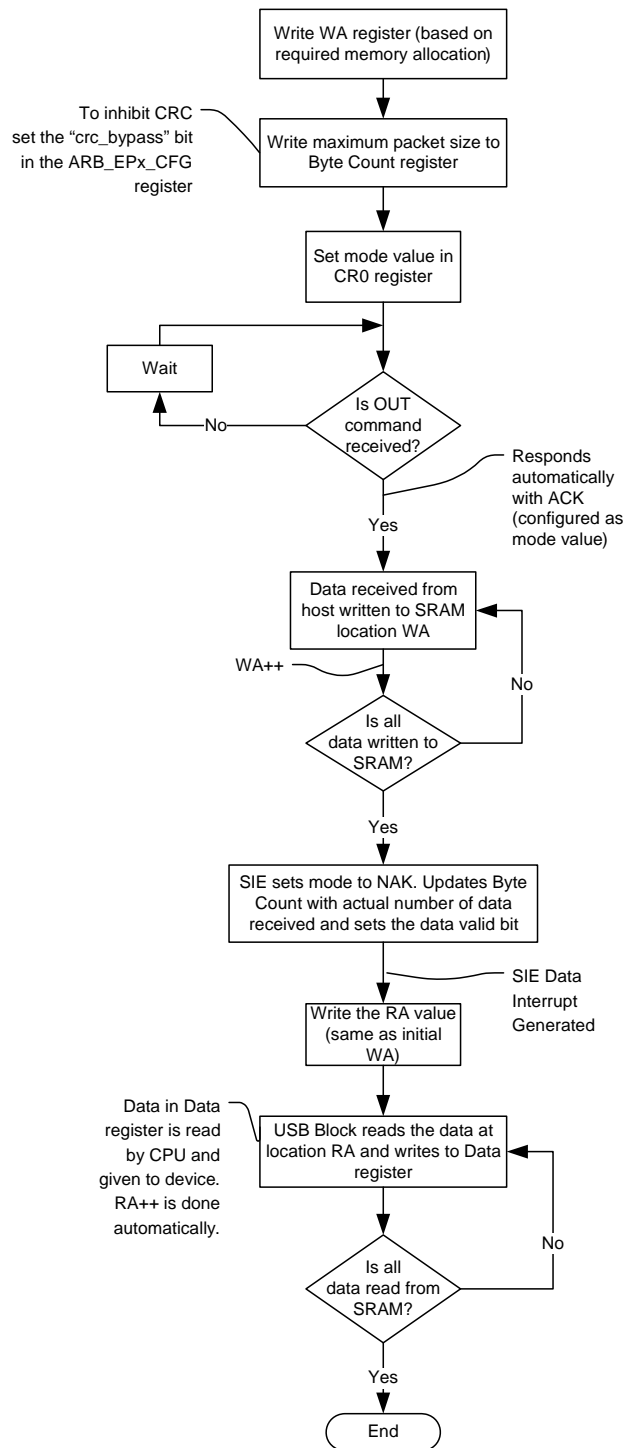 Write WA register (based on
required memory allocation)
To inhibit CRC
set the “crc_bypass” bit
in the ARB_EPx_CFG
register
Write maximum packet size to
Byte Count register
Set mode value in
CR0 register
Wait
Is OUT
command
received?
No
Responds
automatically
with ACK
(configured as
mode value)
Yes
Data received from
host written to SRAM
location WA
WA++
No
Is all
data written to
SRAM?
Yes
SIE sets mode to NAK. Updates Byte
Count with actual number of data
received and sets the data valid bit
SIE Data
Interrupt
Generated
Write the RA value
(same as initial
WA)
Data in Data
register is read
by CPU and
given to device.
RA++ is done
automatically.
USB Block reads the data at
location RA and writes to Data
register
No
Is all
data read from
SRAM?
Yes
End